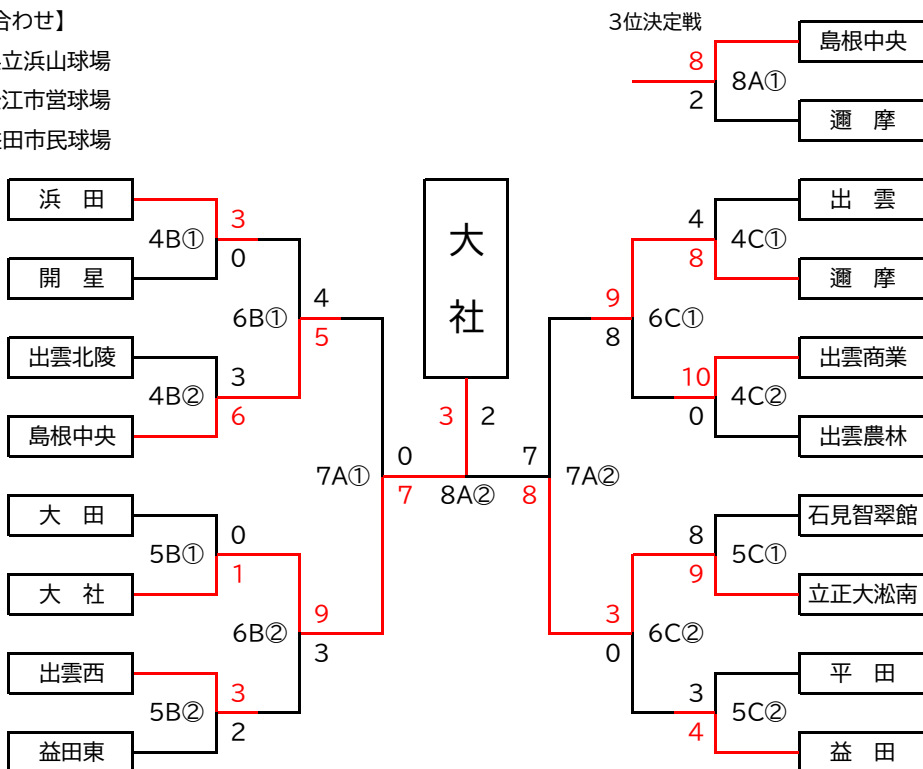 合わせ】
立浜山球場
江市営球場
田市民球場
3位決定戦
島根中央
8
8A①
2
邇　摩
大社
浜　田
3
4B①
0
開　星
4
6B①
5
出雲北陵
3
4B②
6
島根中央
0
7A①
7
大　田
0
5B①
1
大　社
9
6B②
3
出雲西
3
5B②
2
益田東
3
2
8A②
出　雲
4
4C①
8
邇　摩
9
6C①
8
出雲商業
10
4C②
0
出雲農林
7
7A②
8
石見智翠館
8
5C①
9
立正大淞南
3
6C②
0
平　田
3
5C②
4
益　田